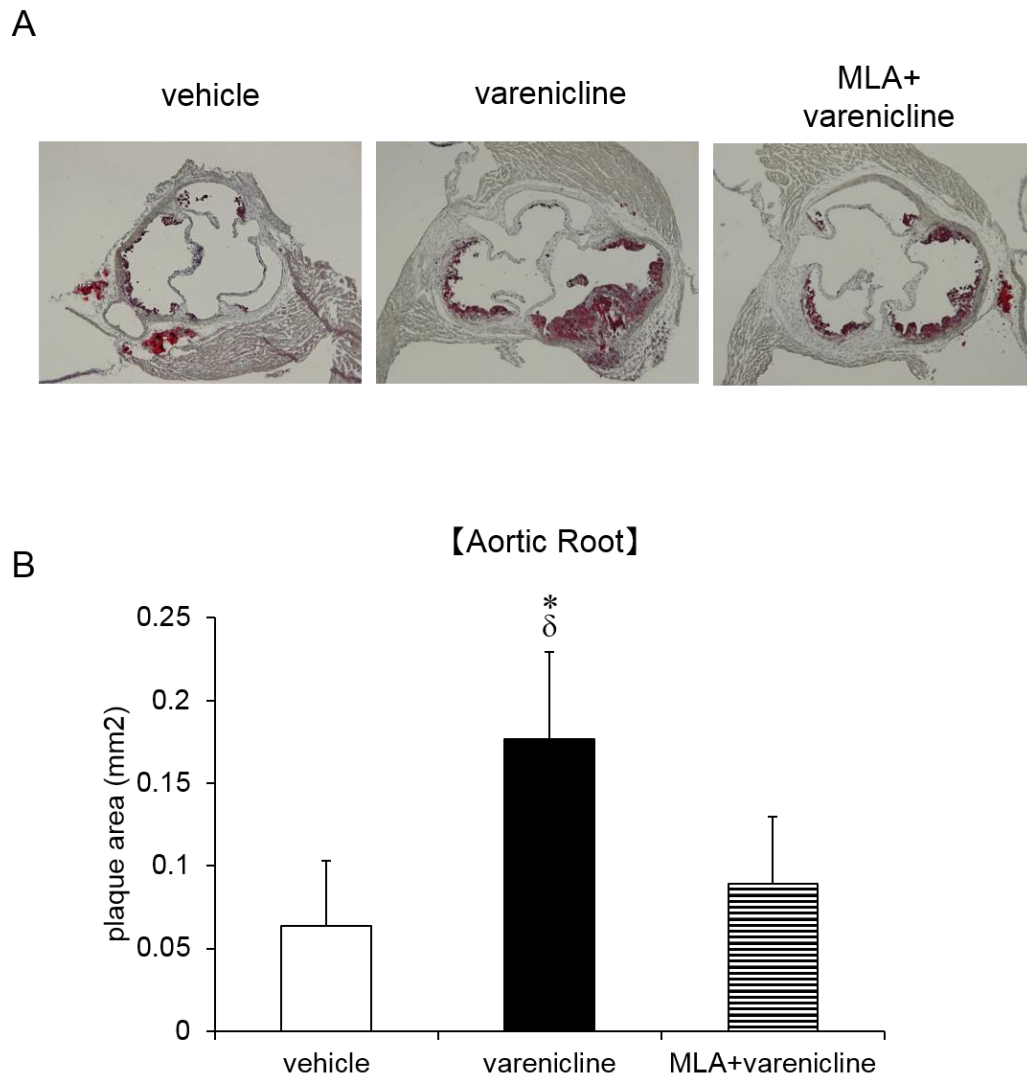 A
vehicle
varenicline
MLA+
varenicline
【Aortic Root】
B
*
δ
0.25
0.2
0.15
0.1
0.05
0
plaque area (mm2)
vehicle
varenicline
MLA+varenicline